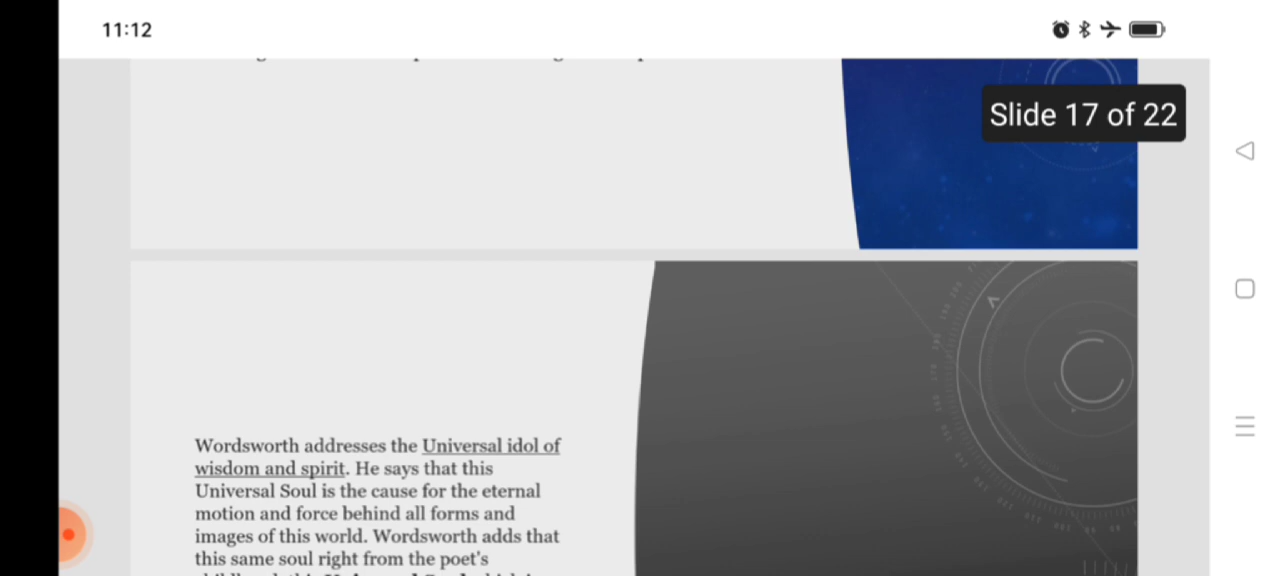 11:12
Slide 17 of 22
Wordsworth addresses the Universal idol of
wisdom and spirit. He says that this
Universal Soul is the cause for the eternal
motion and force behind all forms and
images of this world. Wordsworth adds that
this same soul right from the poet's